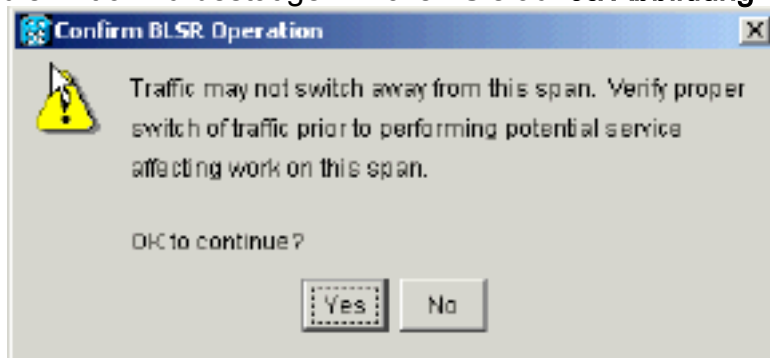 Confirm BLSR Operation
Traffic may not switch away from this span. Verify proper
switch of traffic prior to performing potential service
affecting work on this span.
OK to continue?
Yes
No